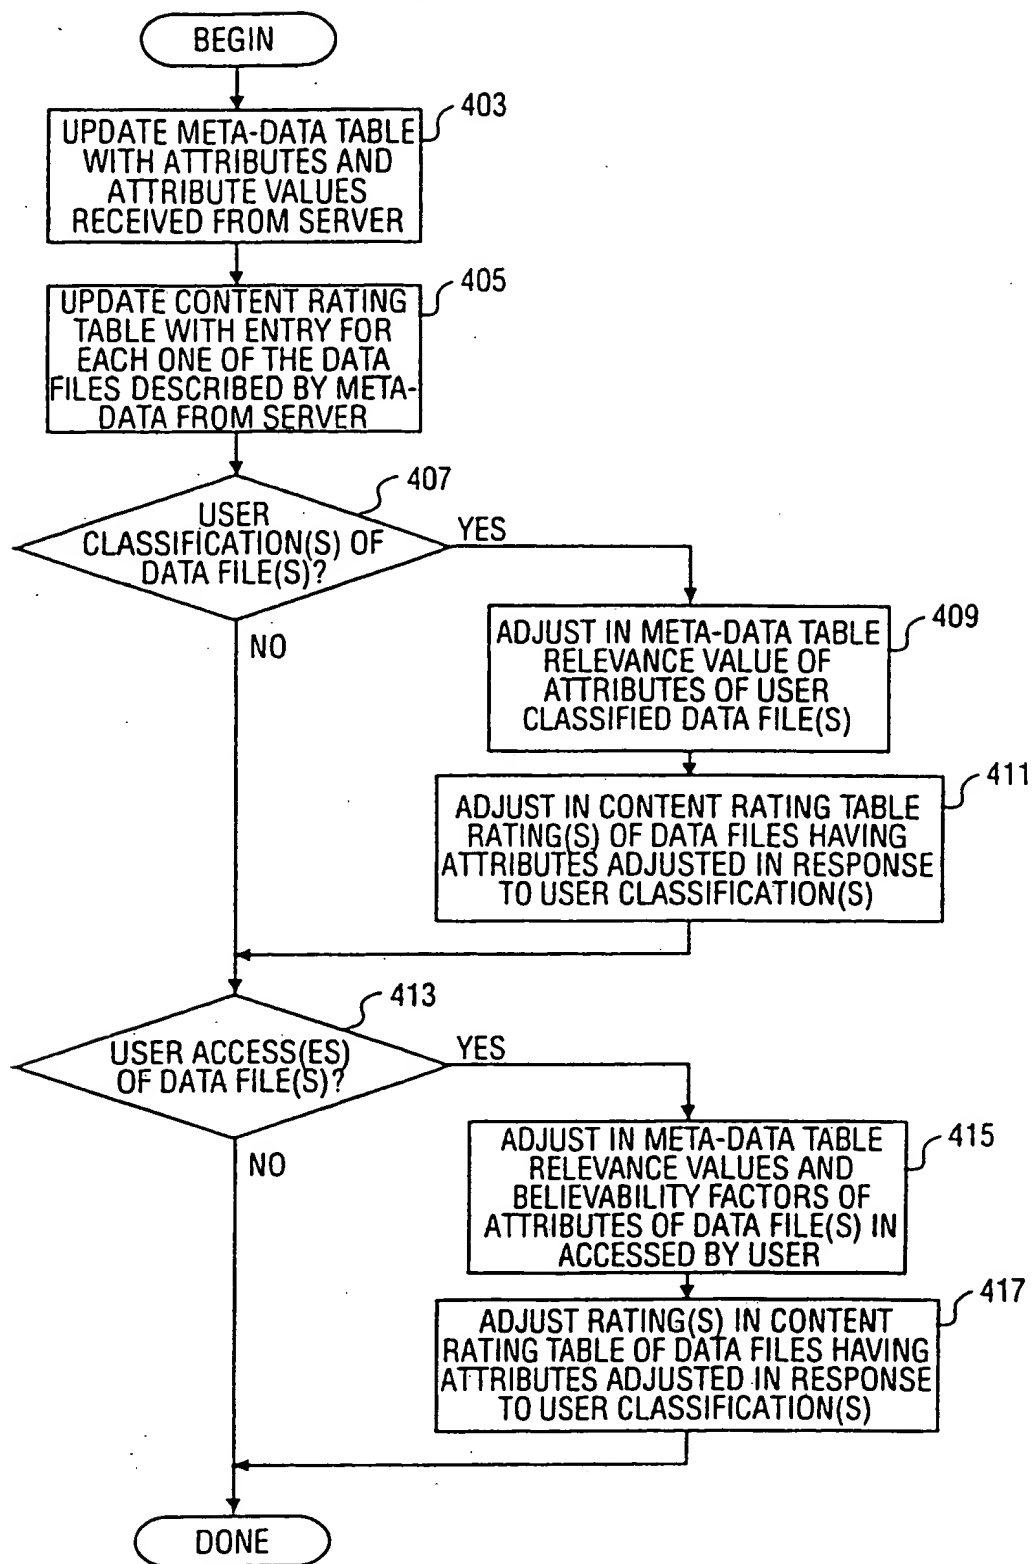 BEGIN
403
UPDATE META-DATA TABLE
WITH ATTRIBUTES AND
ATTRIBUTE VALUES
RECEIVED FROM SERVER
405
UPDATE CONTENT RATING
TABLE WITH ENTRY FOR
EACH ONE OF THE DATA
FILES DESCRIBED BY META-
DATA FROM SERVER
407
USER
CLASSIFICATION(S) OF
DATA FILE(S)?
YES
NO
409
ADJUST IN META-DATA TABLE
RELEVANCE VALUE OF
ATTRIBUTES OF USER
CLASSIFIED DATA FILE(S)
411
ADJUST IN CONTENT RATING TABLE
RATING(S) OF DATA FILES HAVING
ATTRIBUTES ADJUSTED IN RESPONSE
TO USER CLASSIFICATION(S)
413
USER ACCESS(ES)
OF DATA FILE(S)?
YES
NO
415
ADJUST IN META-DATA TABLE
RELEVANCE VALUES AND
BELIEVABILITY FACTORS OF
ATTRIBUTES OF DATA FILE(S) IN
ACCESSED BY USER
417
ADJUST RATING(S) IN CONTENT
RATING TABLE OF DATA FILES HAVING
ATTRIBUTES ADJUSTED IN RESPONSE
TO USER CLASSIFICATION(S)
DONE